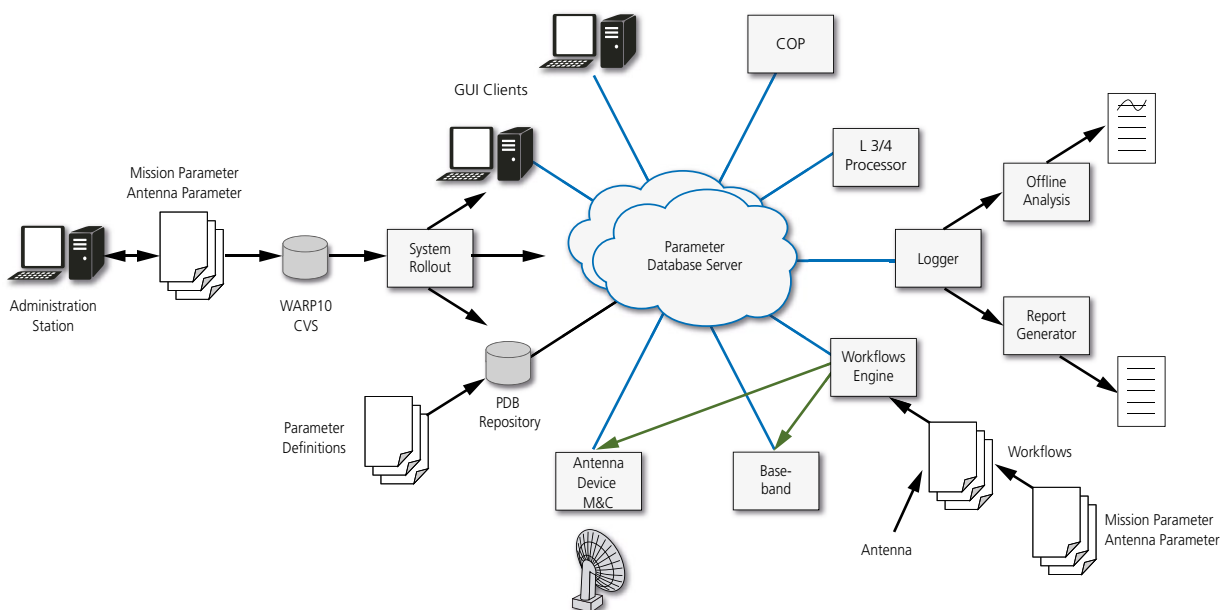 COP
GUI Clients
L 3/4
Processor
Mission Parameter
Antenna Parameter
Offline
Analysis
System
Rollout
Parameter
Database Server
Logger
Administration
Station
WARP10
CVS
Report
Generator
Workflows
Engine
PDB
Repository
Parameter
Definitions
Antenna
Device
M&C
Base-
band
Workflows
Mission Parameter
Antenna Parameter
Antenna